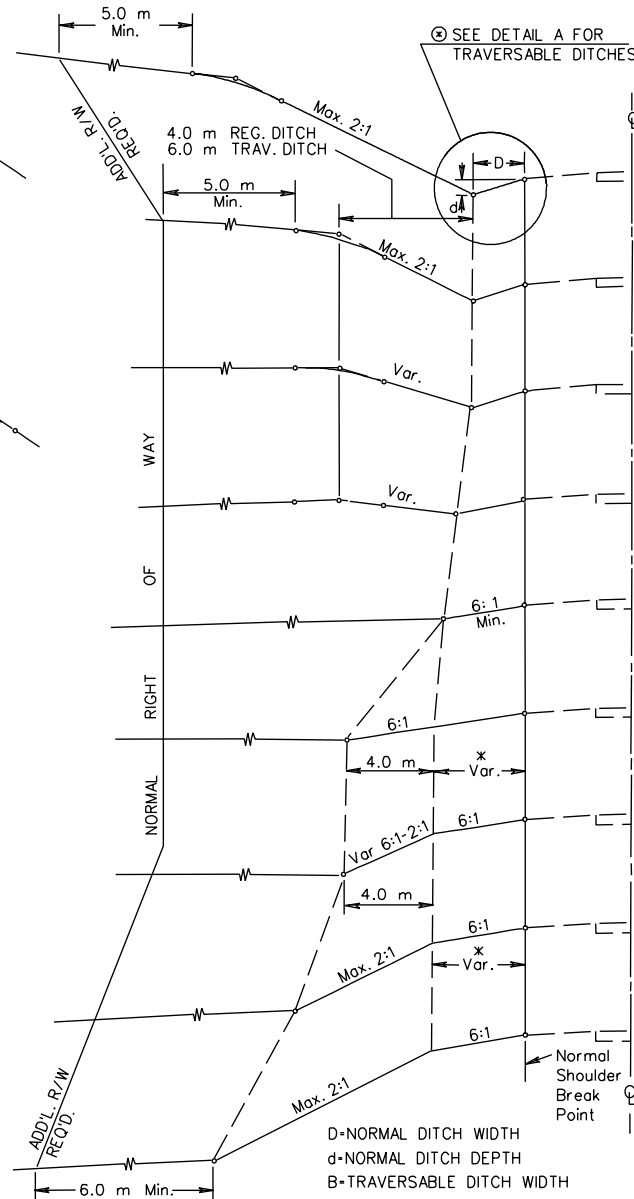 5.0 m
Min.
⊛ SEE DETAIL A FOR
TRAVERSABLE DITCHES
ADD'L. R/W
REQ'D.
Max. 2:1
4.0 m REG. DITCH
6.0 m TRAV. DITCH
D
d
℄
5.0 m
Min.
Max. 2:1
Var.
Var.
NORMAL RIGHT OF WAY
6:1
Min.
6:1
4.0 m
*
Var.
Var 6:1-2:1
6:1
4.0 m
6:1
Max. 2:1
*
Var.
6:1
Max. 2:1
Normal
Shoulder
Break
Point
℄
ADD'L. R/W
REQ'D.
6.0 m Min.
D=NORMAL DITCH WIDTH
d=NORMAL DITCH DEPTH
B=TRAVERSABLE DITCH WIDTH